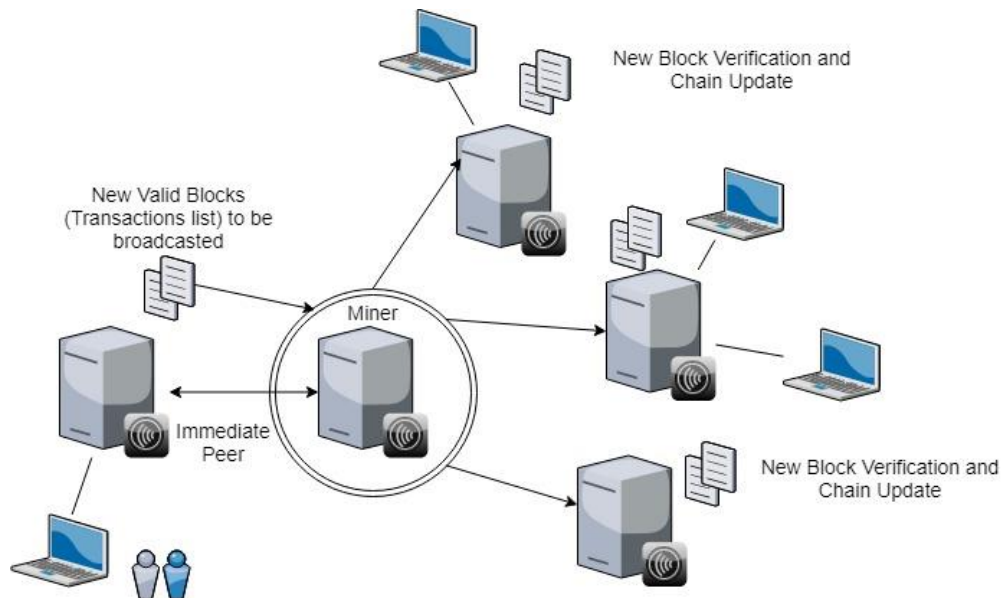 New Block Verification and
Chain Update
New Valid Blocks
(Transactions list) to be
broadcasted
Miner
Immediate
Peer
New Block Verification and
Chain Update